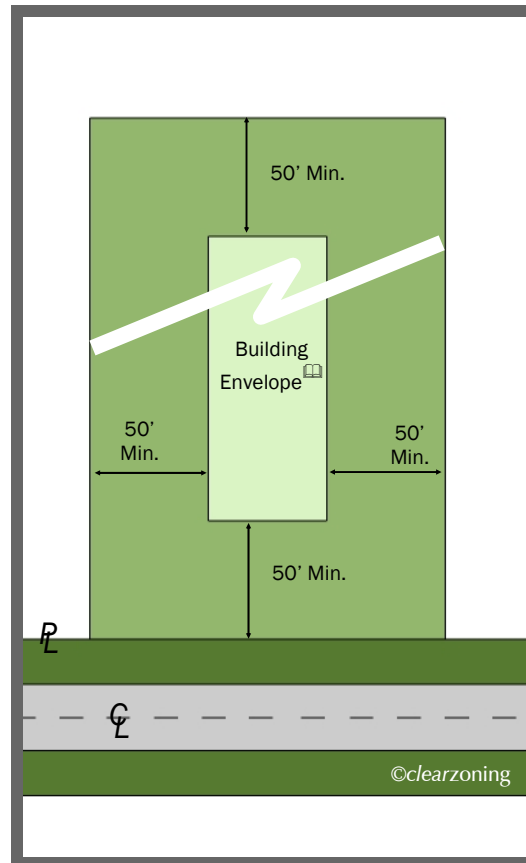 50’ Min.
Building
Envelope
50’
Min.
50’
Min.
50’ Min.
PL
CL
©clearzoning